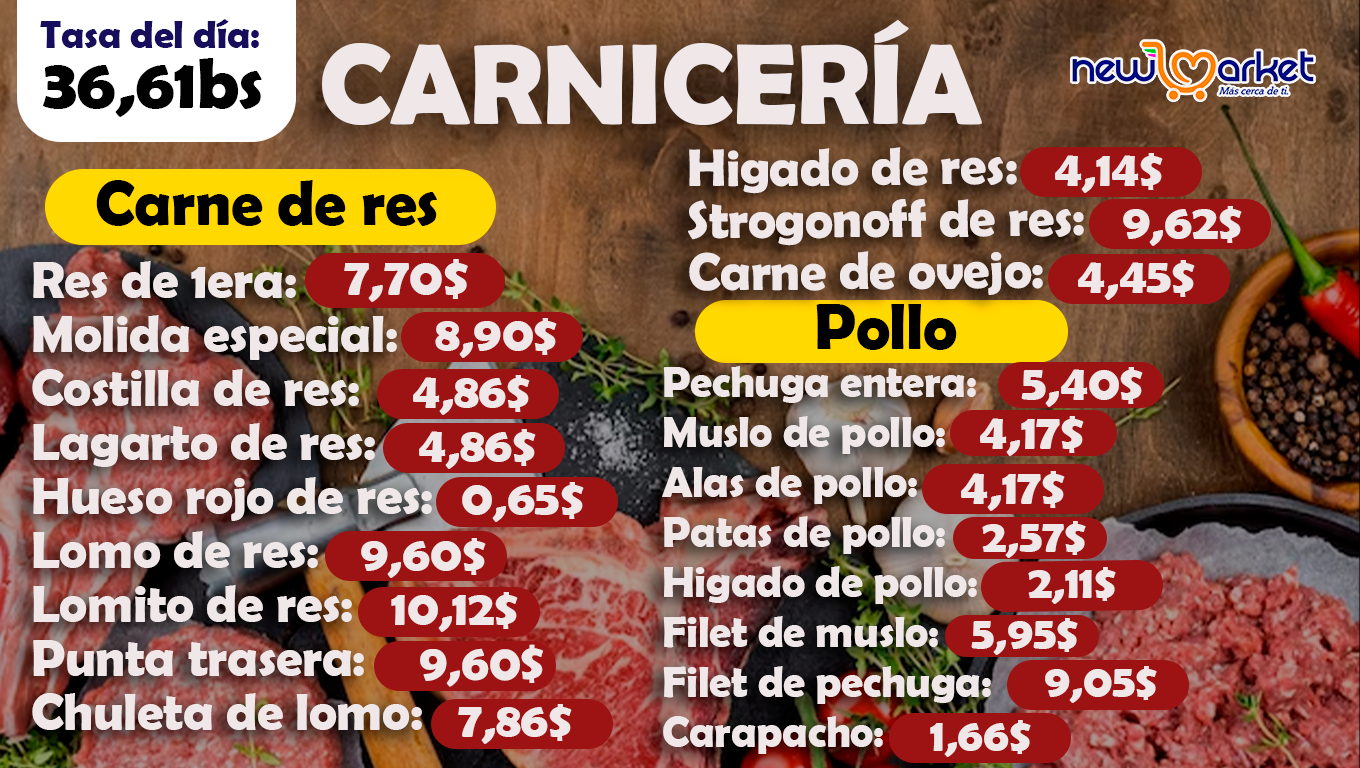 Tasa del día:
36,61bs
CARNICERÍA
new market
Más cerca de ti.
Carne de res
Res de 1era: 7,70$
Molida especial: 8,90$
Costilla de res: 4,86$
Lagarto de res: 4,86$
Hueso rojo de res: 0,65$
Lomo de res: 9,60$
Lomito de res: 10,12$
Punta trasera: 9,60$
Chuleta de lomo: 7,86$
Higado de res: 4,14$
Strogonoff de res: 9,62$
Carne de ovejo: 4,45$
Pollo
Pechuga entera: 5,40$
Muslo de pollo: 4,17$
Alas de pollo: 4,17$
Patas de pollo: 2,57$
Higado de pollo: 2,11$
Filet de muslo: 5,95$
Filet de pechuga: 9,05$
Carapacho: 1,66$